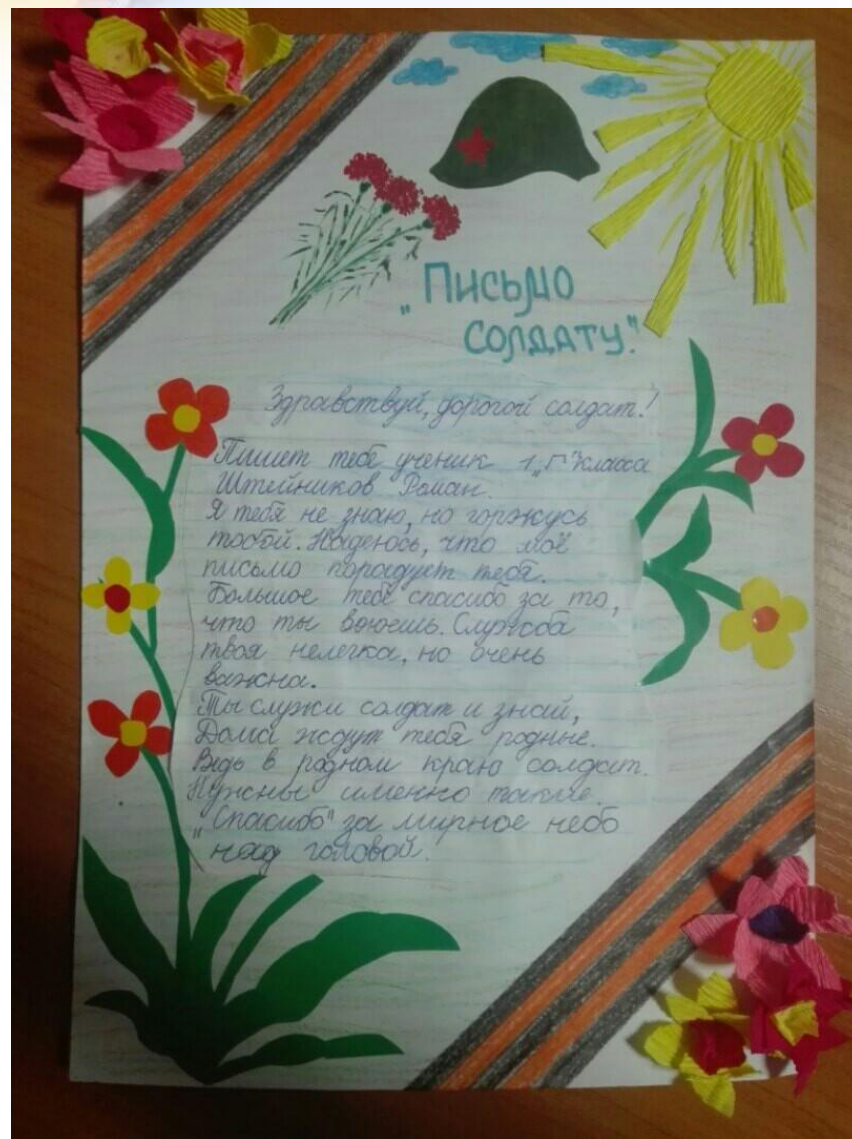 „Письмо
солдату."
Здравствуй, дорогой солдат!
Пишет тебе ученик 1 „Г" класса
Штейников Роман.
Я тебя не знаю, но горжусь
тобой. Надеюсь, что моё
письмо порадует тебя.
Большое тебе спасибо за то,
что ты воюешь. Служба
твоя нелегка, но очень
важна.
Ты служи солдат и знай,
Дома ждут тебя родные.
Ведь в родном краю солдат.
Нужны именно такие.
„Спасибо" за мирное небо
над головой.